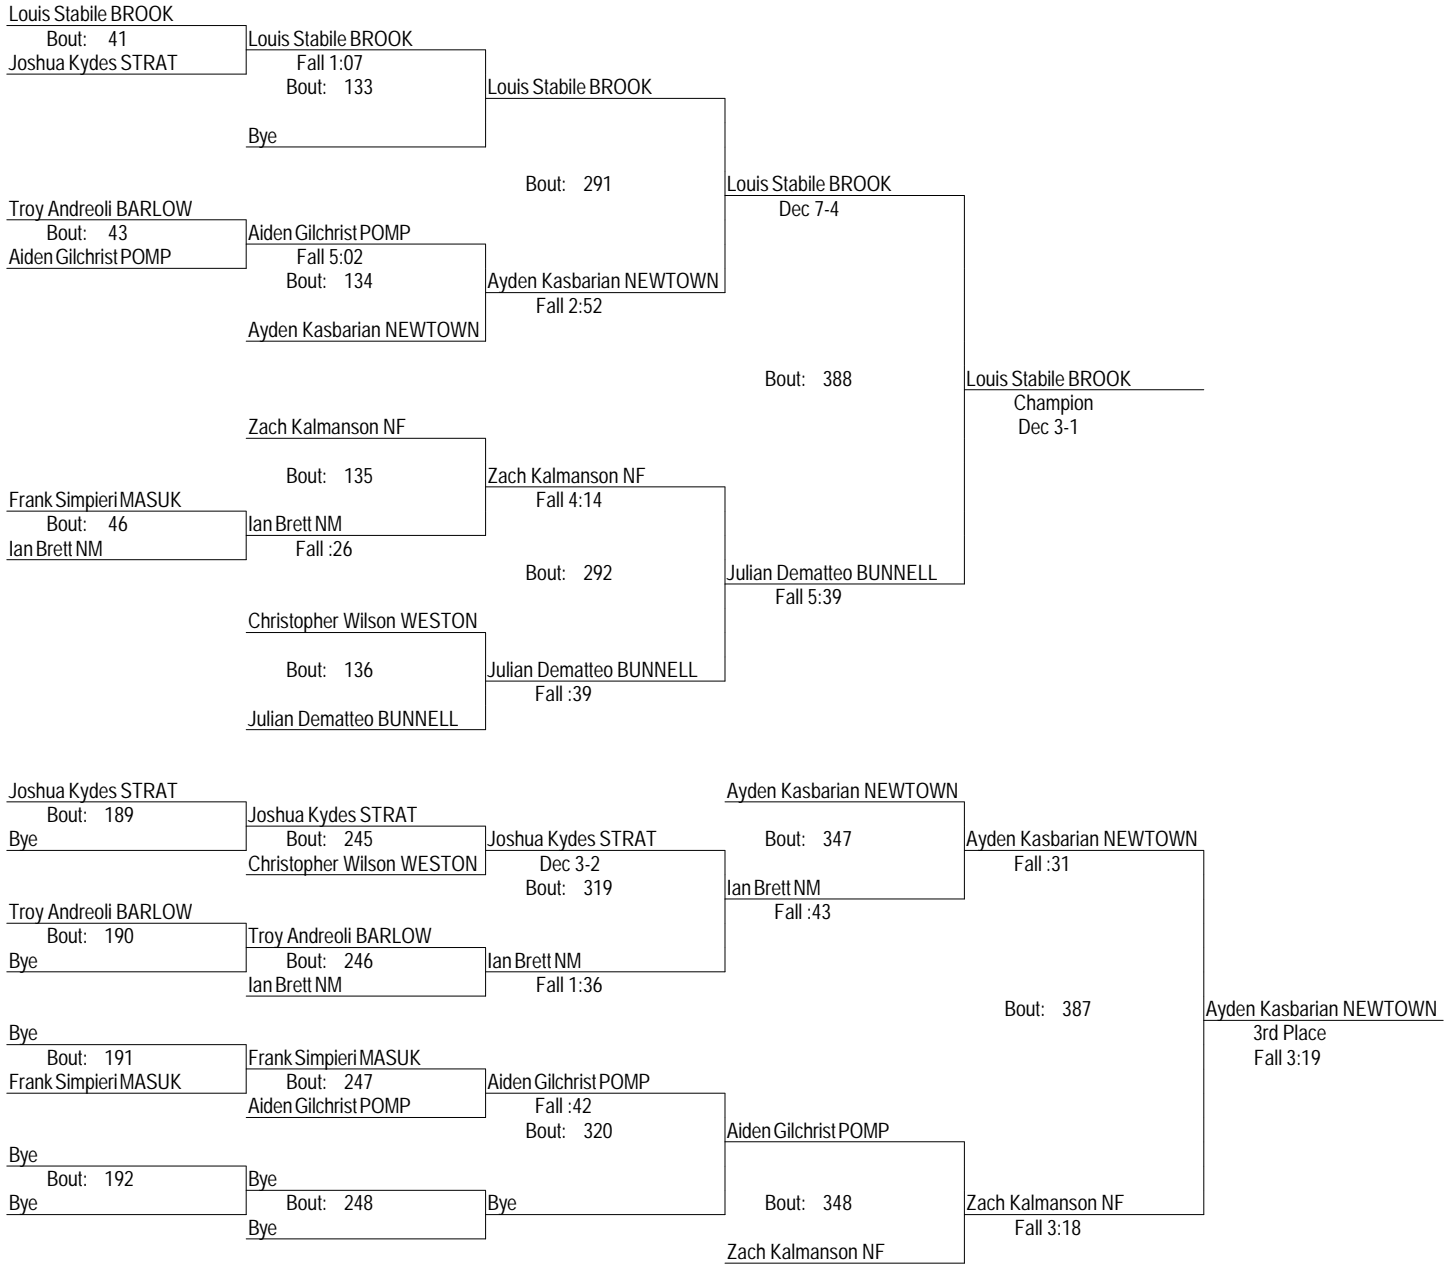 Louis Stabile BROOK
Bout: 41
Joshua Kydes STRAT
Louis Stabile BROOK
Fall 1:07
Bout: 133
Bye
Louis Stabile BROOK
Troy Andreoli BARLOW
Bout: 43
Aiden Gilchrist POMP
Aiden Gilchrist POMP
Fall 5:02
Bout: 134
Ayden Kasbarian NEWTOWN
Ayden Kasbarian NEWTOWN
Fall 2:52
Bout: 291
Louis Stabile BROOK
Dec 7-4
Zach Kalmanson NF
Bout: 135
Frank Simpieri MASUK
Bout: 46
Ian Brett NM
Ian Brett NM
Fall :26
Zach Kalmanson NF
Fall 4:14
Bout: 292
Christopher Wilson WESTON
Bout: 136
Julian Dematteo BUNNELL
Julian Dematteo BUNNELL
Fall :39
Julian Dematteo BUNNELL
Fall 5:39
Bout: 388
Louis Stabile BROOK
Champion
Dec 3-1
Joshua Kydes STRAT
Bout: 189
Bye
Joshua Kydes STRAT
Bout: 245
Christopher Wilson WESTON
Joshua Kydes STRAT
Dec 3-2
Bout: 319
Troy Andreoli BARLOW
Bout: 190
Bye
Troy Andreoli BARLOW
Bout: 246
Ian Brett NM
Ian Brett NM
Fall 1:36
Ayden Kasbarian NEWTOWN
Bout: 347
Ian Brett NM
Fall :43
Ayden Kasbarian NEWTOWN
Fall :31
Bye
Bout: 191
Frank Simpieri MASUK
Frank Simpieri MASUK
Bout: 247
Aiden Gilchrist POMP
Aiden Gilchrist POMP
Fall :42
Bout: 320
Bye
Bout: 192
Bye
Bye
Bout: 248
Bye
Bye
Aiden Gilchrist POMP
Bout: 348
Zach Kalmanson NF
Zach Kalmanson NF
Fall 3:18
Bout: 387
Ayden Kasbarian NEWTOWN
3rd Place
Fall 3:19